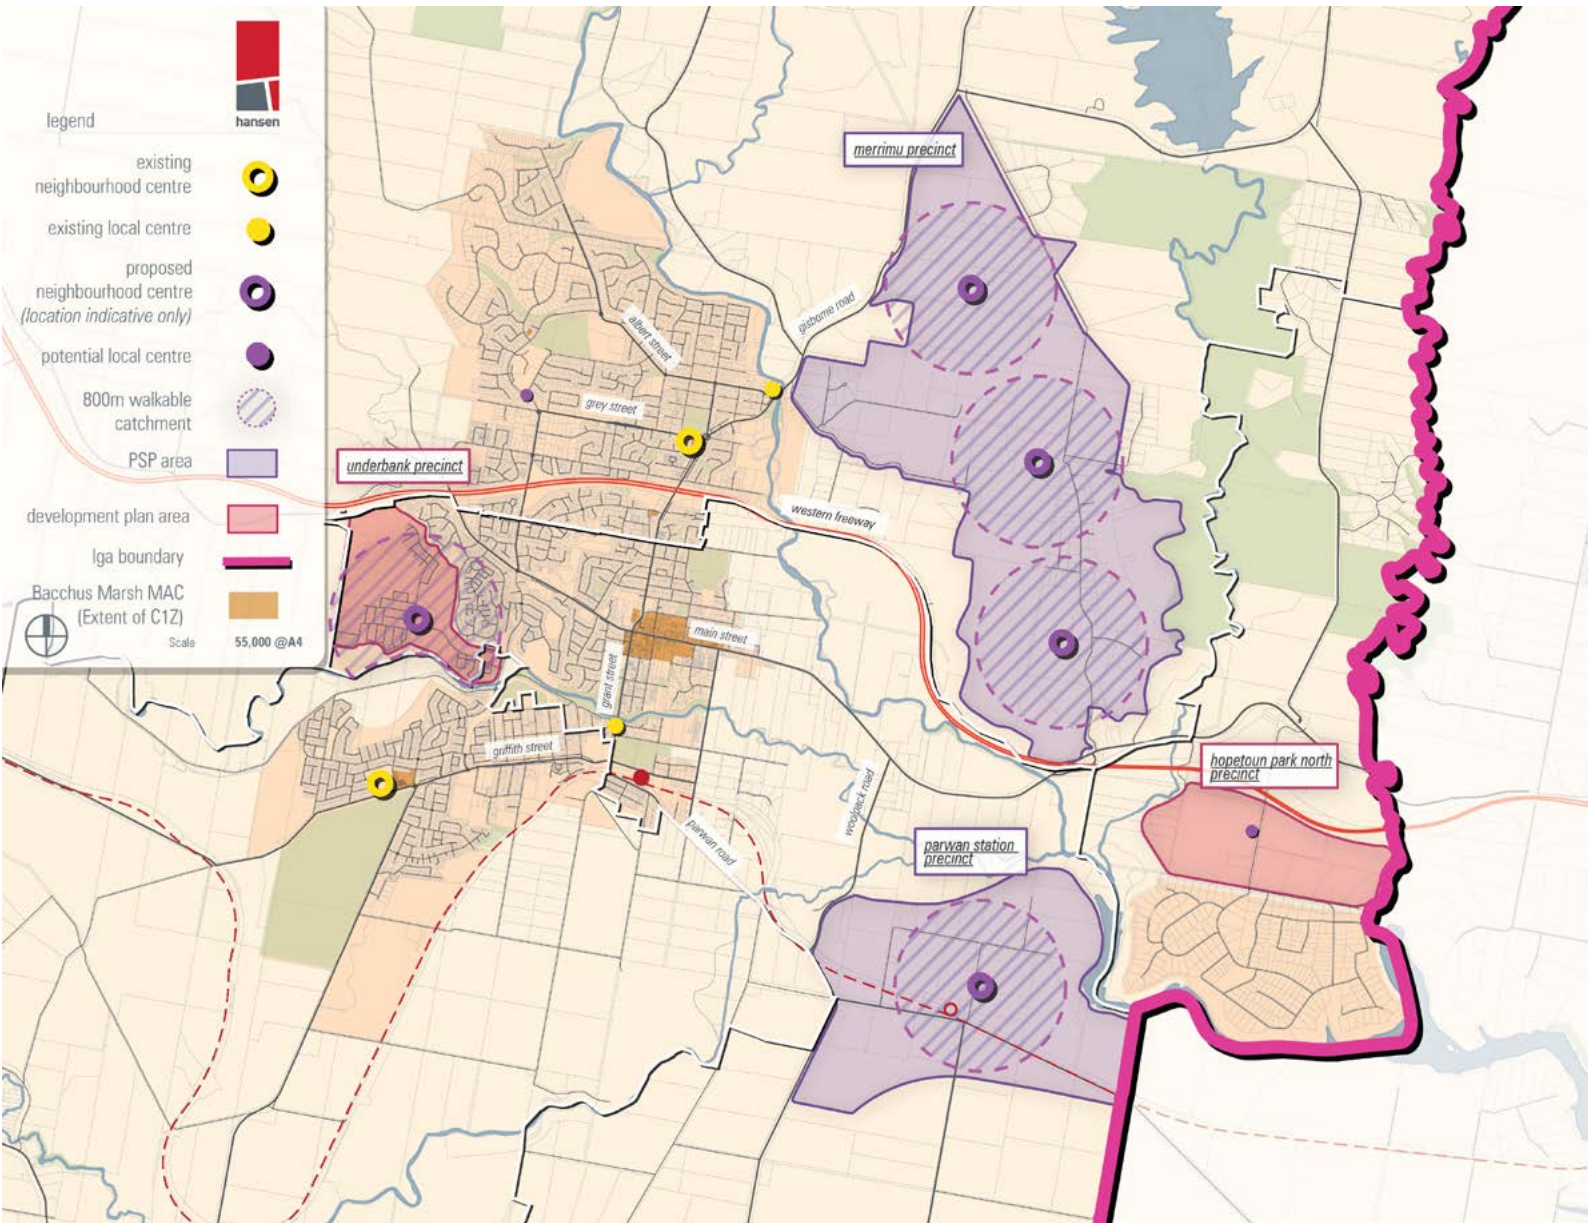 hansen
legend
existing
neighbourhood centre
existing local centre
proposed
neighbourhood centre
(location indicative only)
potential local centre
800m walkable
catchment
PSP area
development plan area
lga boundary
Bacchus Marsh MAC
(Extent of C1Z)
Scale
55,000 @A4
merrimu precinct
gisborne road
albert street
grey street
underbank precinct
western freeway
main street
grant street
griffith street
hopetoun park north
precinct
woolpack road
parwan road
parwan station
precinct